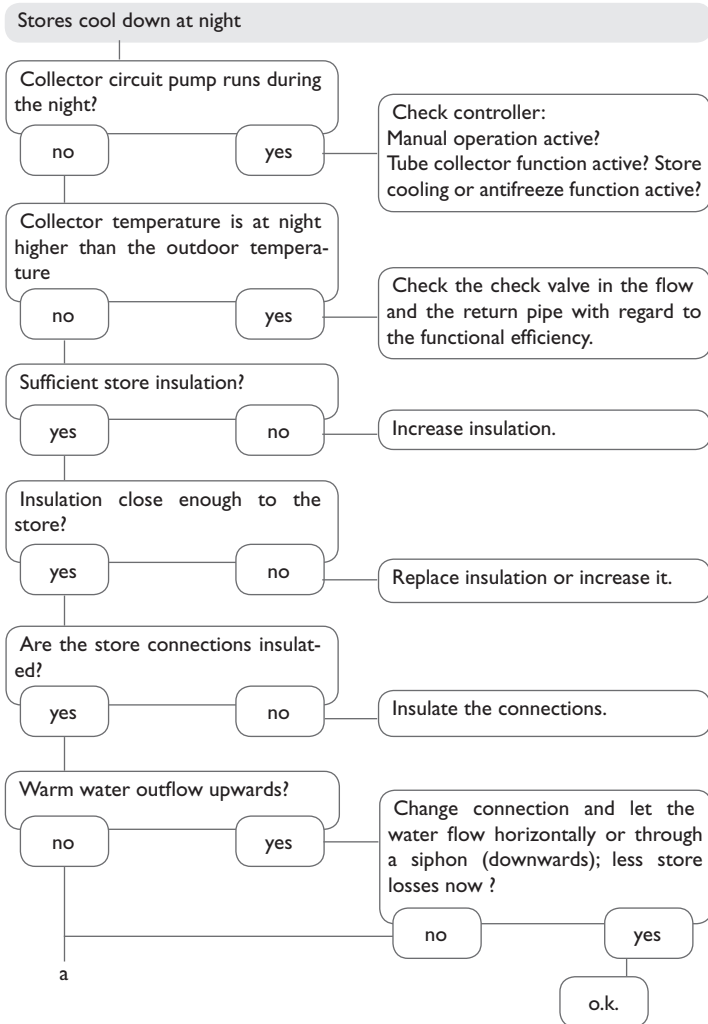 Stores cool down at night
Collector circuit pump runs during
the night?
no
yes
Check controller:
Manual operation active?
Tube collector function active? Store
cooling or antifreeze function active?
Collector temperature is at night
higher than the outdoor tempera-
ture
no
yes
Check the check valve in the flow
and the return pipe with regard to
the functional efficiency.
Sufficient store insulation?
yes
no
Increase insulation.
Insulation close enough to the
store?
yes
no
Replace insulation or increase it.
Are the store connections insulat-
ed?
yes
no
Insulate the connections.
Warm water outflow upwards?
no
yes
Change connection and let the
water flow horizontally or through
a siphon (downwards); less store
losses now ?
no
yes
a
o.k.